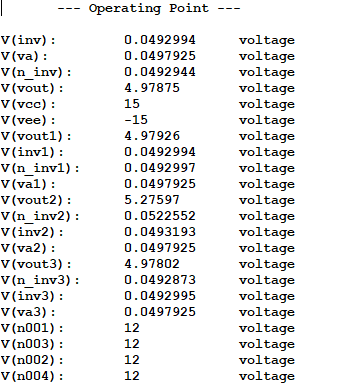 --- Operating Point ---
V(inv): 0.0492994 voltage
V(va): 0.0497925 voltage
V(n_inv): 0.0492944 voltage
V(vout): 4.97875 voltage
V(vcc): 15 voltage
V(vee): -15 voltage
V(vout1): 4.97926 voltage
V(inv1): 0.0492994 voltage
V(n_inv1): 0.0492997 voltage
V(va1): 0.0497925 voltage
V(vout2): 5.27597 voltage
V(n_inv2): 0.0522552 voltage
V(inv2): 0.0493193 voltage
V(va2): 0.0497925 voltage
V(vout3): 4.97802 voltage
V(n_inv3): 0.0492873 voltage
V(inv3): 0.0492995 voltage
V(va3): 0.0497925 voltage
V(n001): 12 voltage
V(n003): 12 voltage
V(n002): 12 voltage
V(n004): 12 voltage